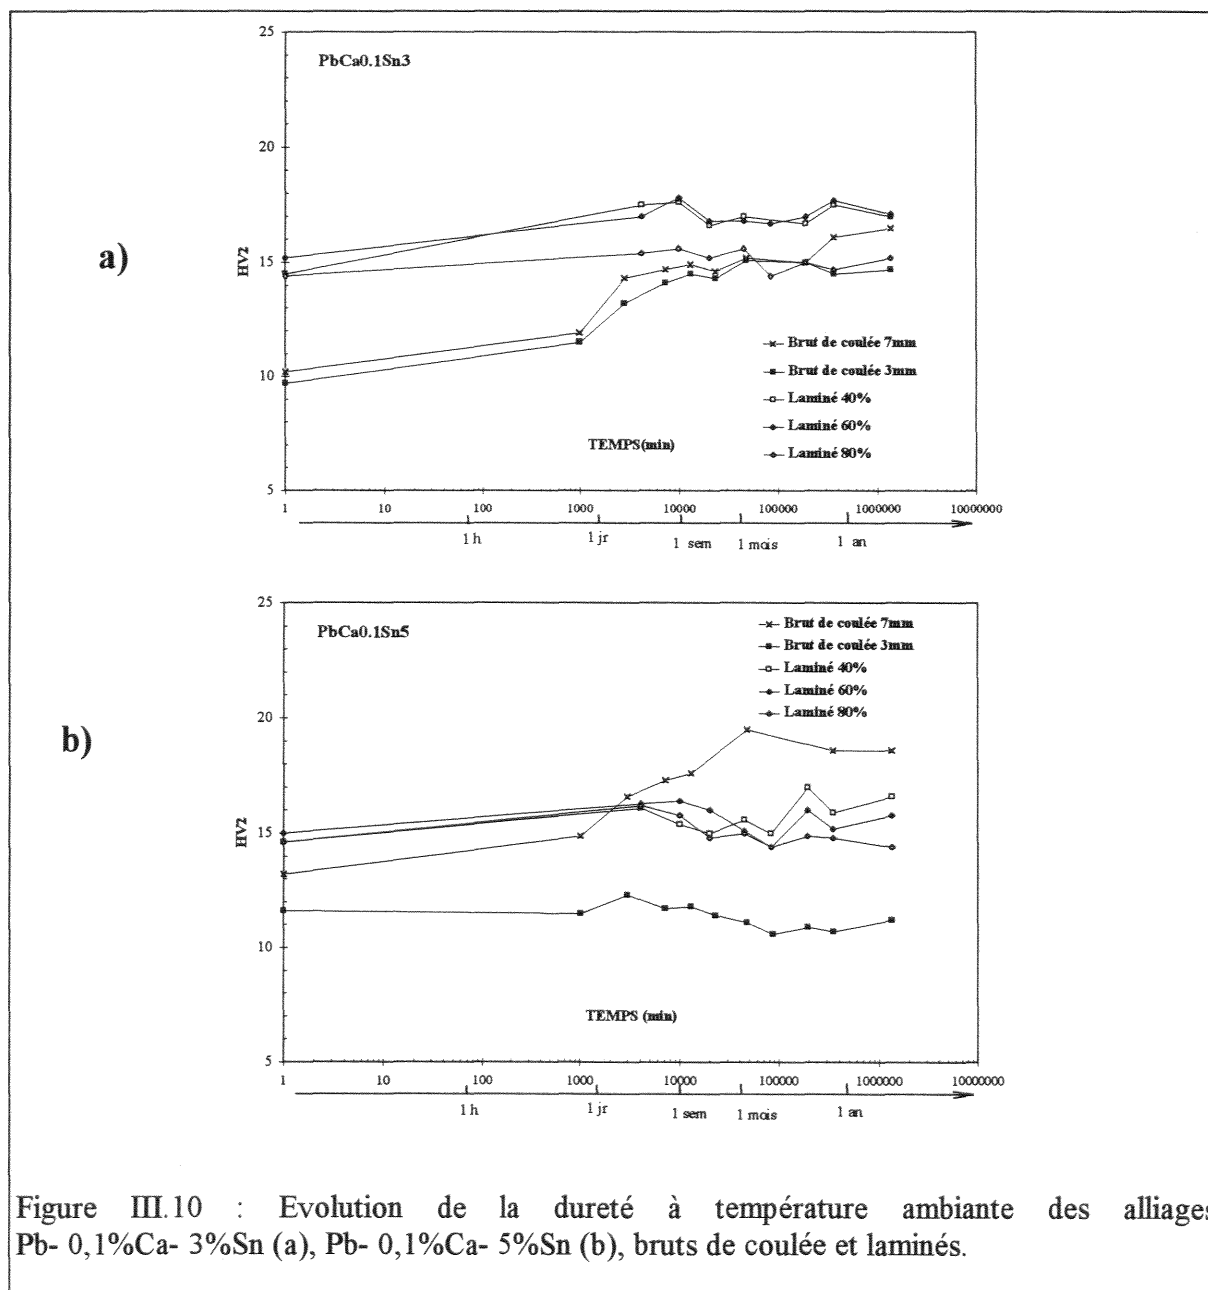 25
PbCa0.1Sn3
20
a)
HV2
15
Brut de coulée 7mm
10
Brut de coulée 3mm
Laminé 40%
Laminé 60%
TEMPS(min)
Laminé 80%
5
1 10 100 1000 10000 100000 1000000 10000000
1 h 1 jr 1 sem 1 mois 1 an
25
PbCa0.1Sn5
Brut de coulée 7mm
Brut de coulée 3mm
Laminé 40%
Laminé 60%
Laminé 80%
20
b)
HV2
15
10
TEMPS (min)
5
1 10 100 1000 10000 100000 1000000 10000000
1 h 1 jr 1 sem 1 mois 1 an
Figure III.10 : Evolution de la dureté à température ambiante des alliages
Pb- 0,1%Ca- 3%Sn (a), Pb- 0,1%Ca- 5%Sn (b), bruts de coulée et laminés.